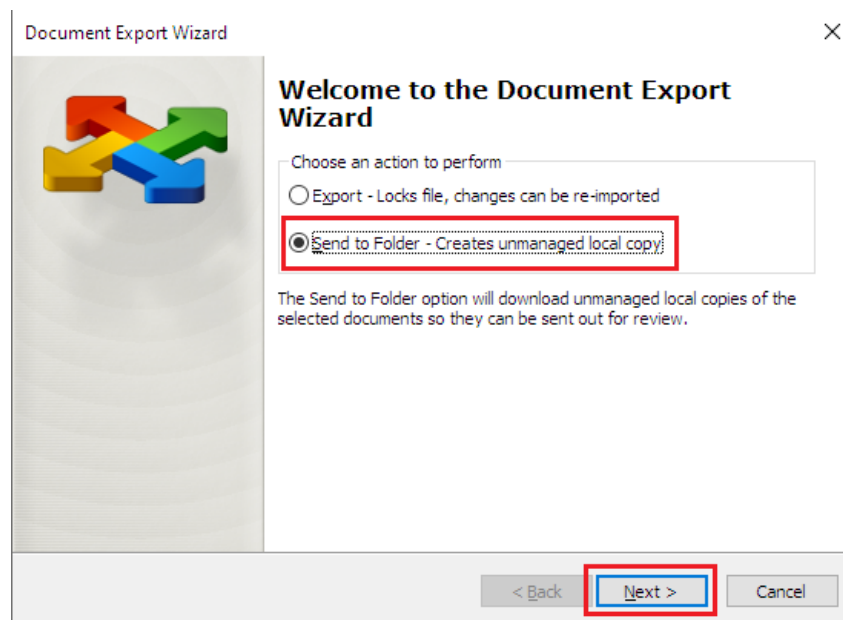 Document Export Wizard
Welcome to the Document Export
Wizard
Choose an action to perform
Export - Locks file, changes can be re-imported
Send to Folder - Creates unmanaged local copy
The Send to Folder option will download unmanaged local copies of the
selected documents so they can be sent out for review.
< Back
Next >
Cancel